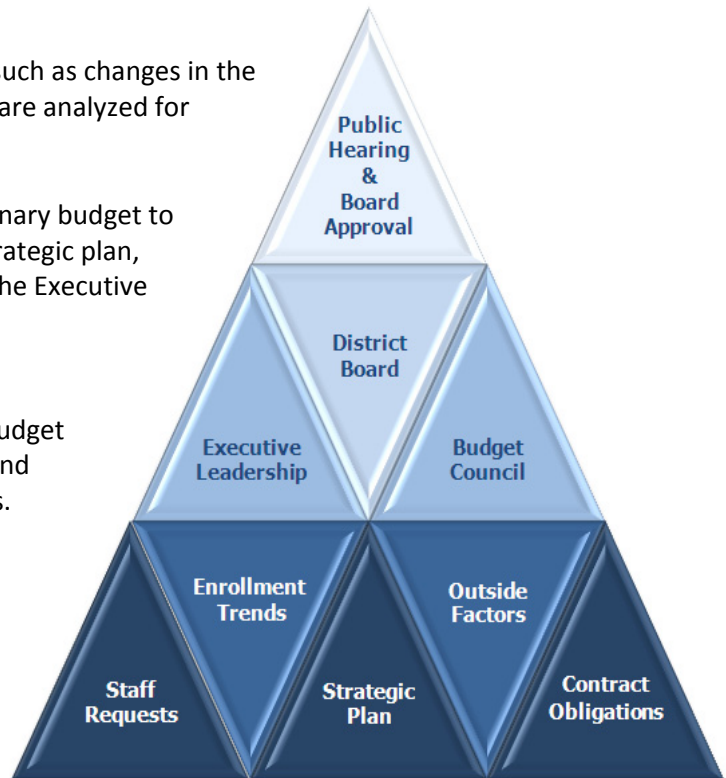 such as changes in the
are analyzed for
nary budget to
rategic plan,
he Executive
udget
nd
s.
Public
Hearing
&
Board
Approval
District
Board
Executive
Leadership
Budget
Council
Enrollment
Trends
Outside
Factors
Staff
Requests
Strategic
Plan
Contract
Obligations